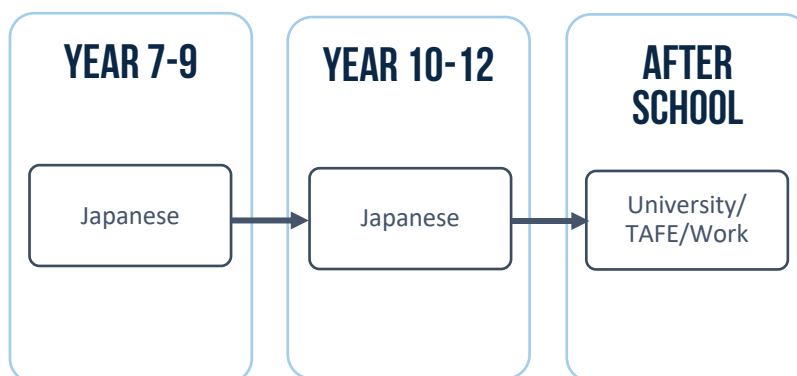 YEAR 7-9
YEAR 10-12
AFTER
SCHOOL
Japanese
Japanese
University/
TAFE/Work